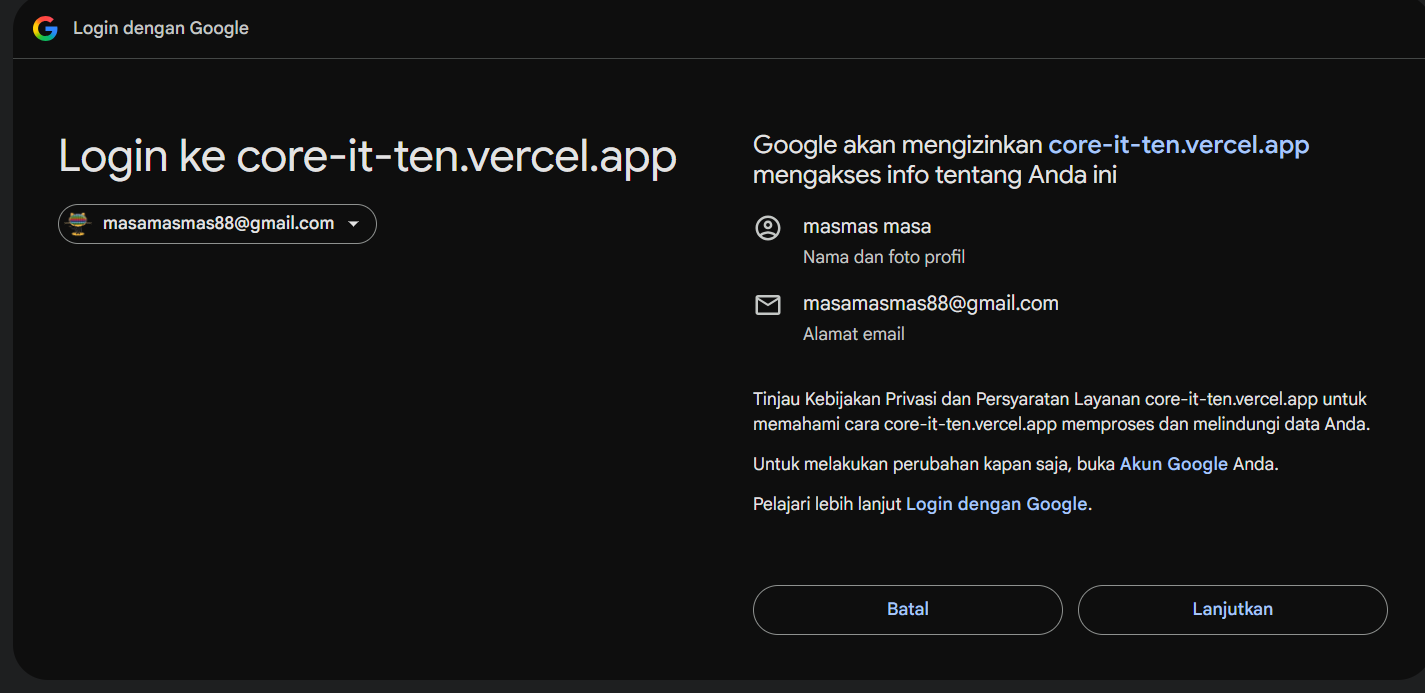 Login dengan Google
Login ke core-it-ten.vercel.app
masamasmas88@gmail.com
Google akan mengizinkan core-it-ten.vercel.app
mengakses info tentang Anda ini
masmas masa
Nama dan foto profil
masamasmas88@gmail.com
Alamat email
Tinjau Kebijakan Privasi dan Persyaratan Layanan core-it-ten.vercel.app untuk
memahami cara core-it-ten.vercel.app memproses dan melindungi data Anda.
Untuk melakukan perubahan kapan saja, buka Akun Google Anda.
Pelajari lebih lanjut Login dengan Google.
Batal
Lanjutkan